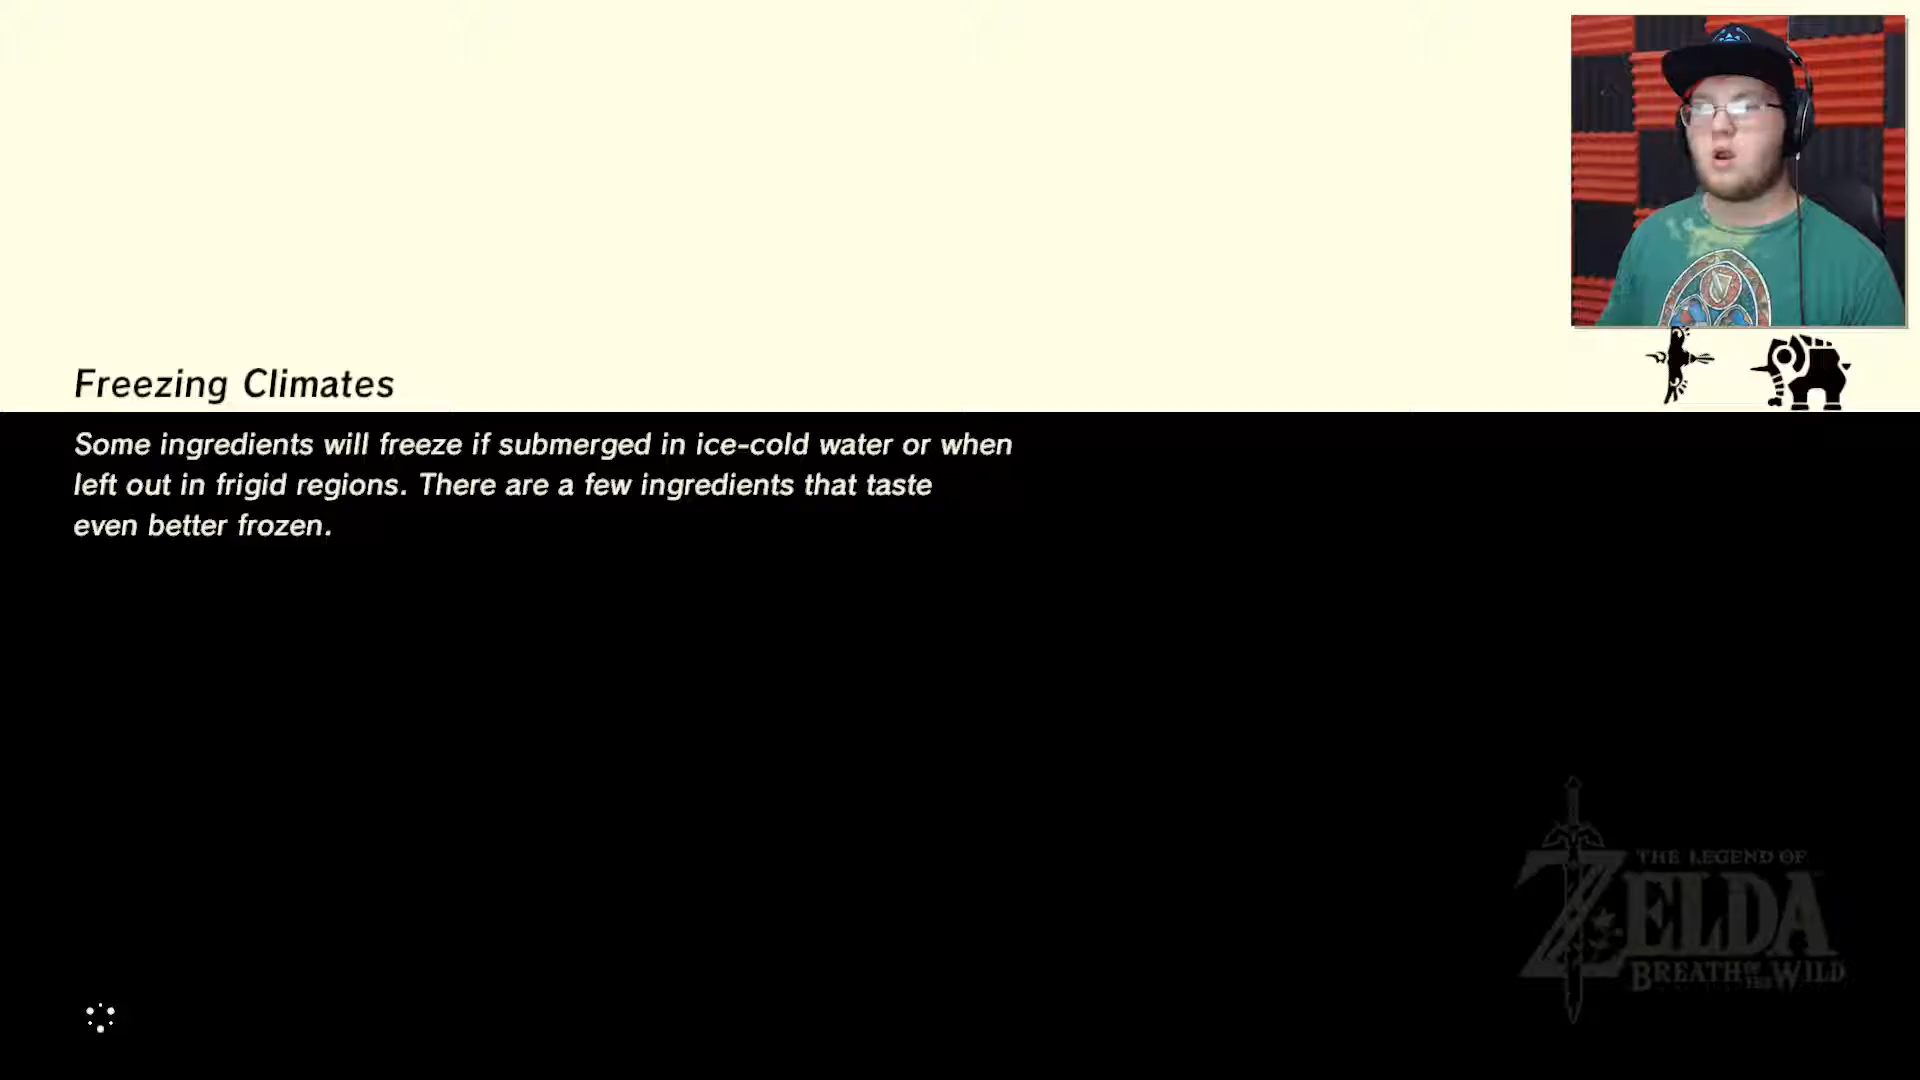 Freezing Climates
Some ingredients will freeze if submerged in ice-cold water or when
left out in frigid regions. There are a few ingredients that taste
even better frozen.
THE LEGEND OF
ZELDA
BREATH OF THE WILD